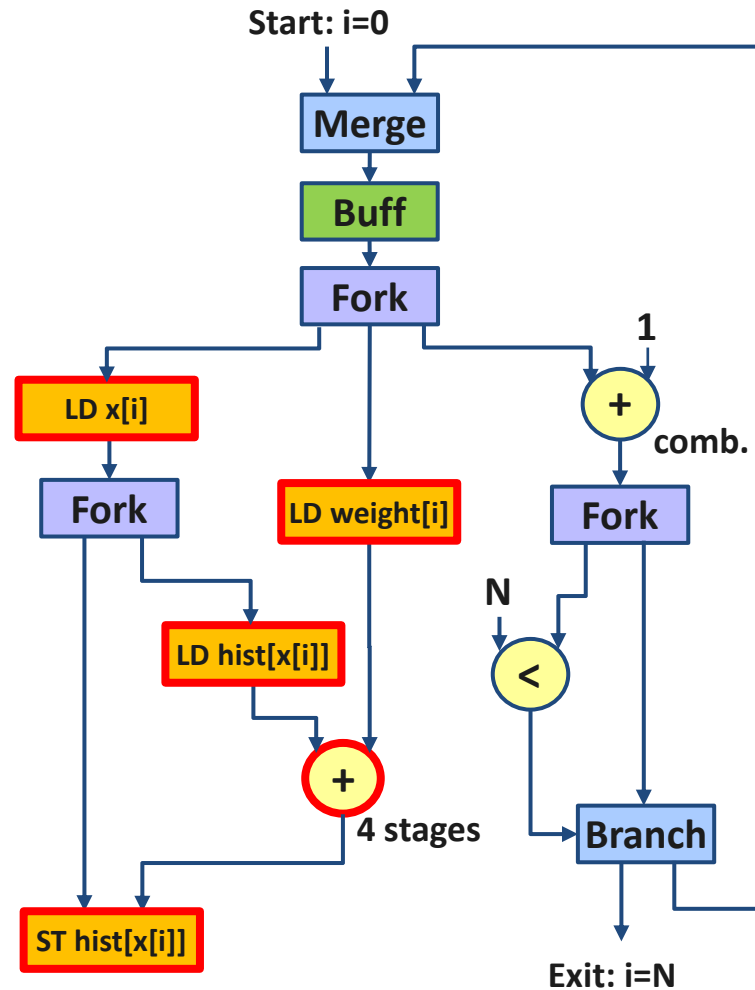 Start: i=0
Merge
Buff
Fork
1
LD x[i]
+
comb.
Fork
LD weight[i]
Fork
N
LD hist[x[i]]
<
+
4 stages
Branch
ST hist[x[i]]
Exit: i=N